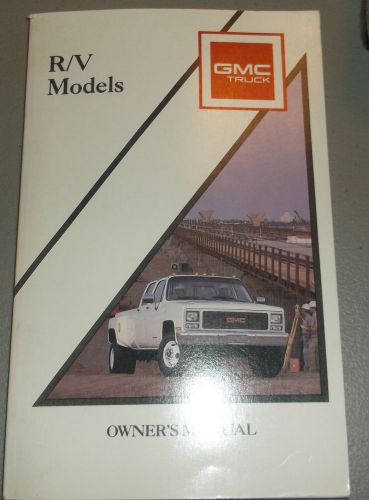 R/V
Models
GMC
TRUCK
GMC
OWNER'S MANUAL